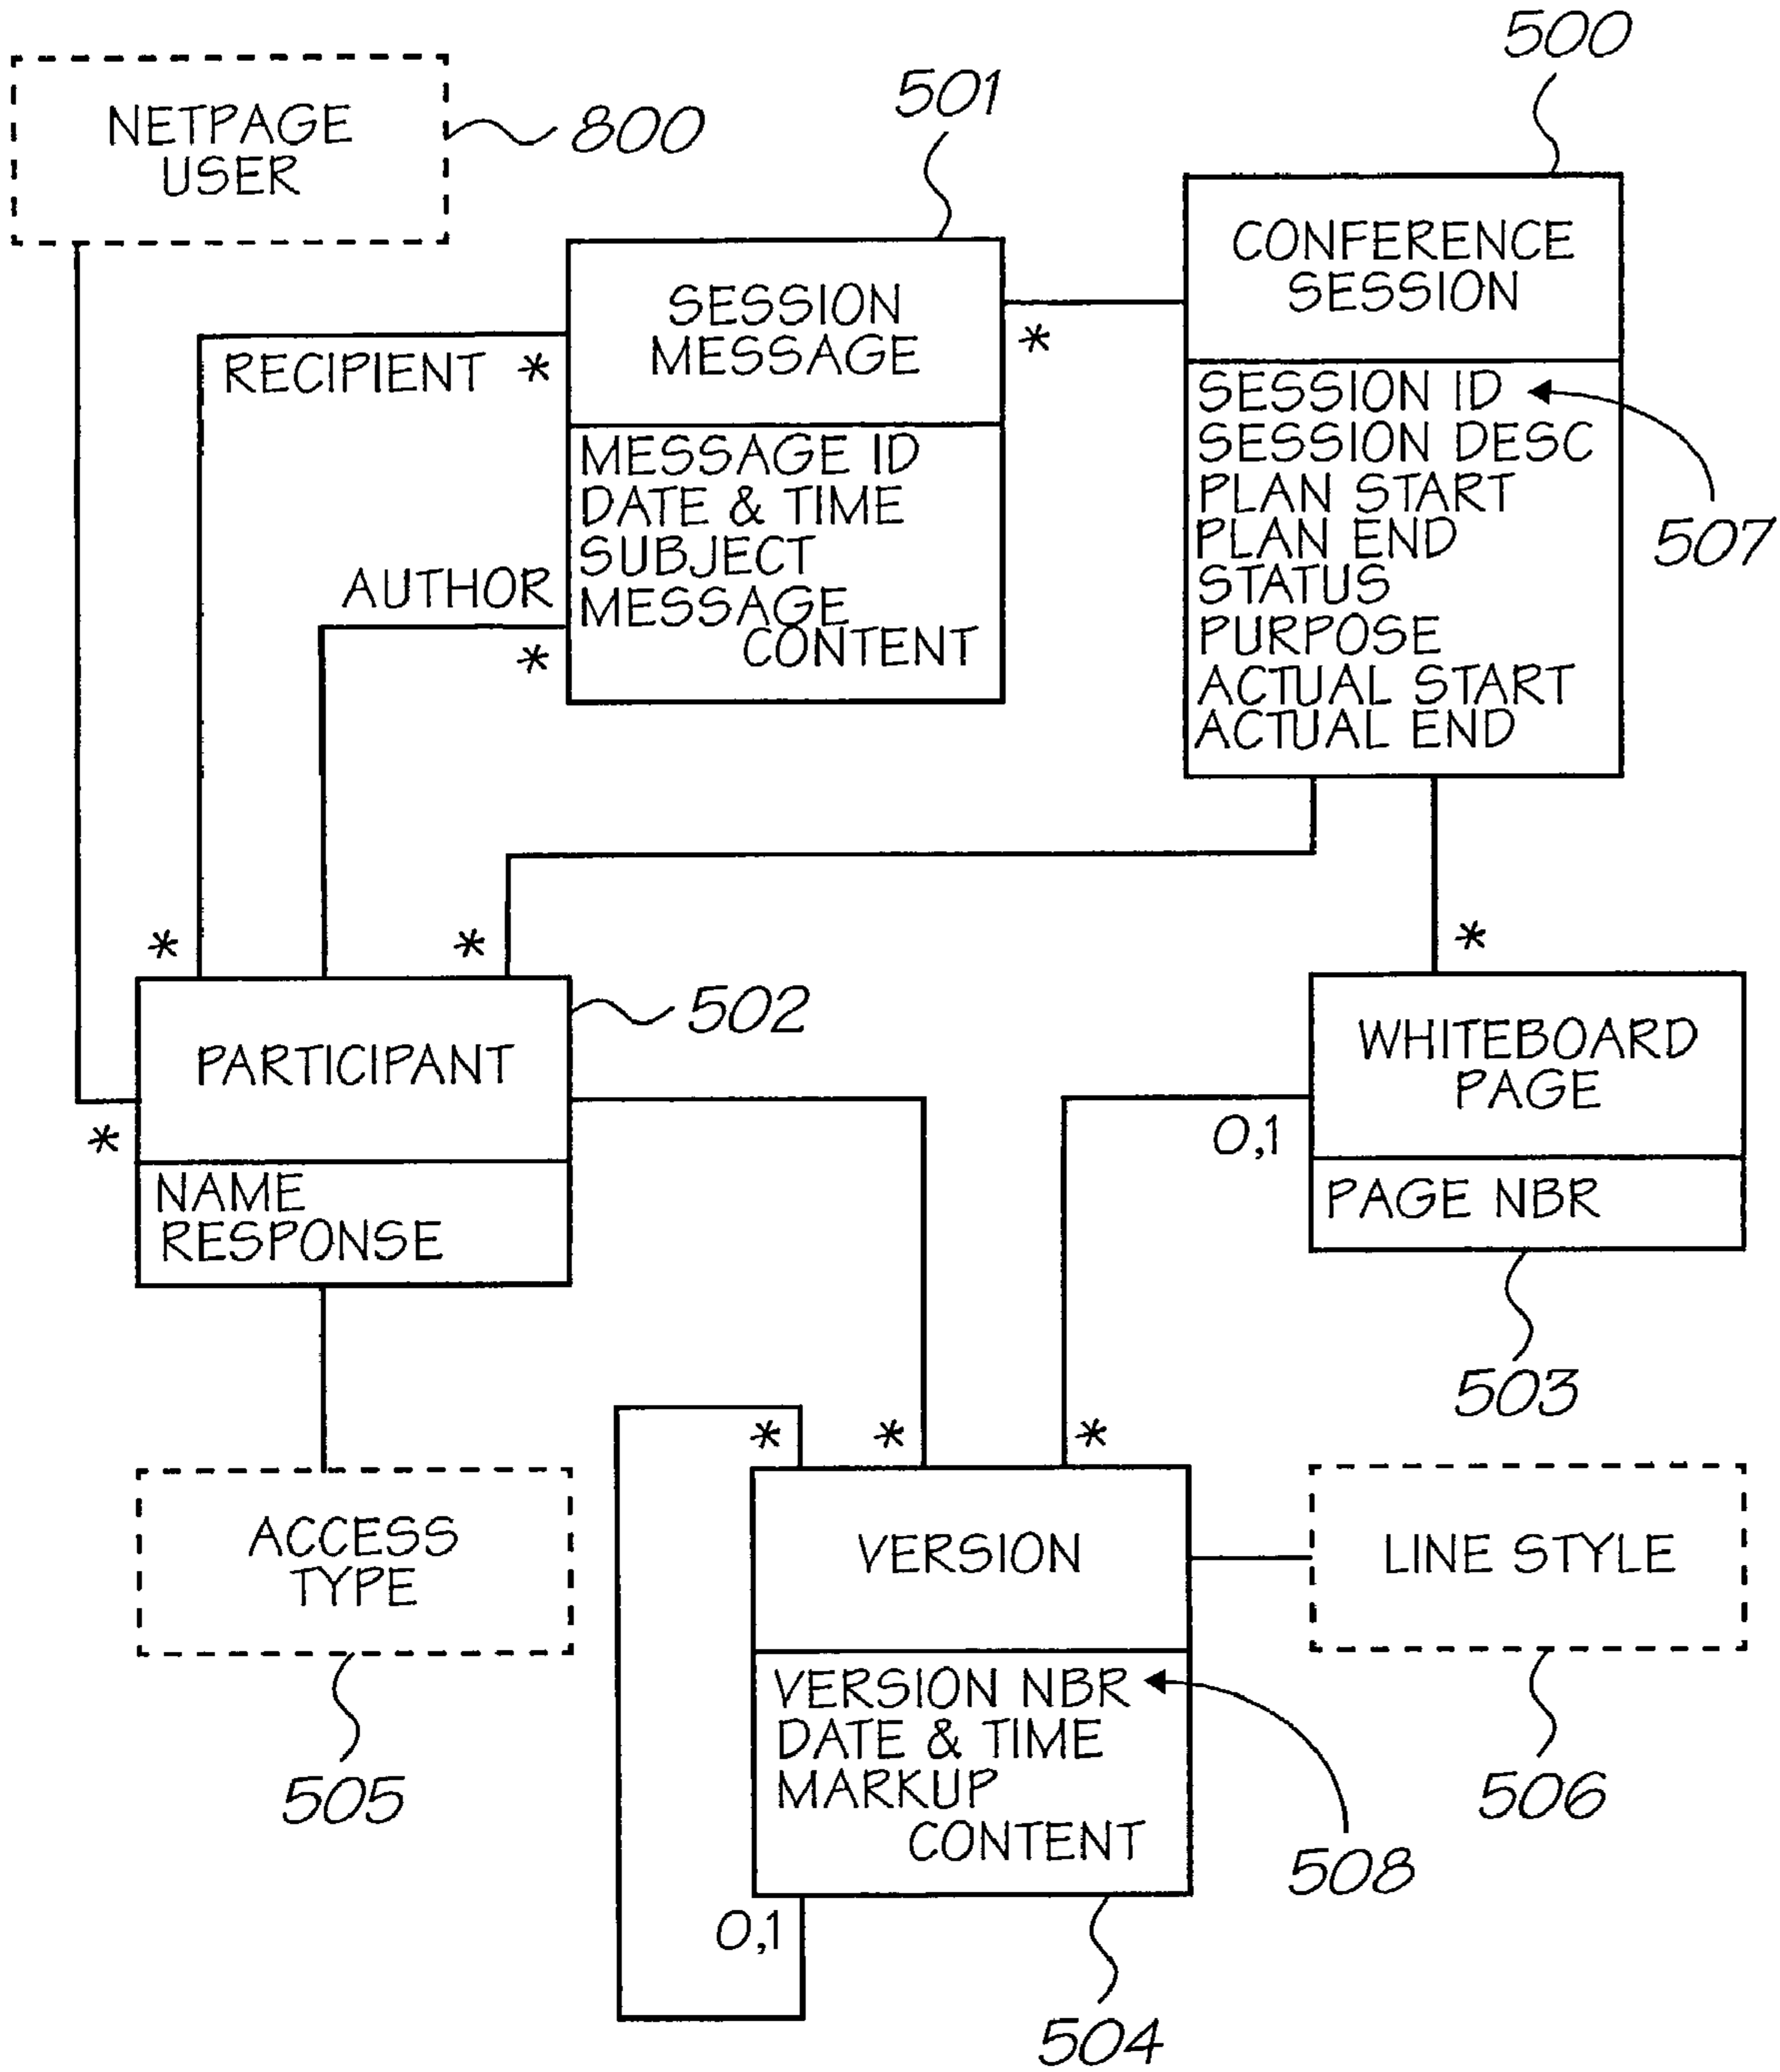 500
501
NETPAGE
USER
800
CONFERENCE
SESSION
SESSION
MESSAGE
*
RECIPIENT *
SESSION ID
SESSION DESC
PLAN START
PLAN END
STATUS
PURPOSE
ACTUAL START
ACTUAL END
507
MESSAGE ID
DATE & TIME
SUBJECT
MESSAGE
CONTENT
AUTHOR
*
*
*
*
502
PARTICIPANT
*
NAME
RESPONSE
WHITEBOARD
PAGE
0,1
PAGE NBR
503
*
*
*
ACCESS
TYPE
505
VERSION
LINE STYLE
506
VERSION NBR
DATE & TIME
MARKUP
CONTENT
508
0,1
504